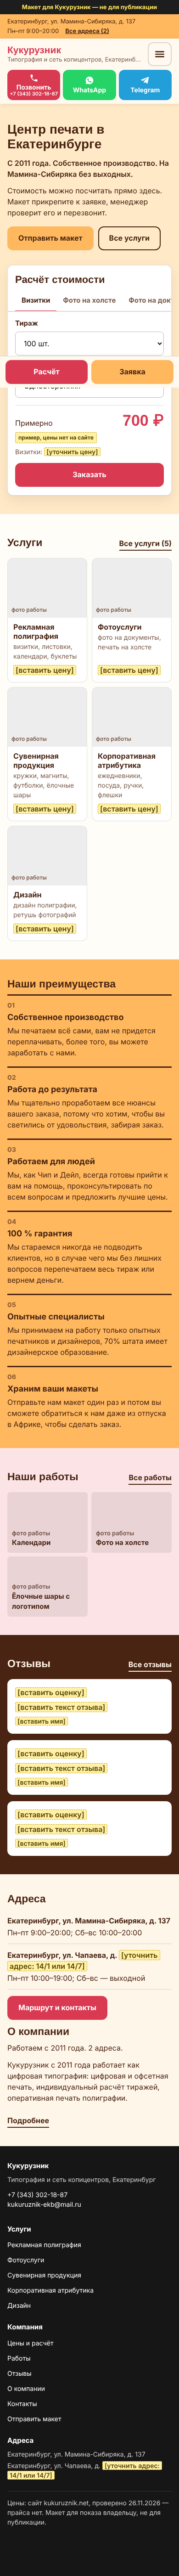 Макет для Кукурузник — не для публикации
Екатеринбург, ул. Мамина-Сибиряка, д. 137
Пн–пт 9:00–20:00 Все адреса (2)
Кукурузник
Типография и сеть копицентров, Екатеринб…
Позвонить
+7 (343) 302-18-87
WhatsApp
Telegram
Центр печати в
Екатеринбурге
С 2011 года. Собственное производство. На
Мамина-Сибиряка без выходных.
Стоимость можно посчитать прямо здесь.
Макет прикрепите к заявке, менеджер
проверит его и перезвонит.
Отправить макет
Все услуги
Расчёт стоимости
Визитки Фото на холсте Фото на док
Тираж
100 шт.
Расчёт
Заявка
Примерно
700 ₽
пример, цены нет на сайте
Визитки: [уточнить цену]
Заказать
Услуги
Все услуги (5)
фото работы
Рекламная
полиграфия
визитки, листовки,
календари, буклеты
[вставить цену]
фото работы
Фотоуслуги
фото на документы,
печать на холсте
[вставить цену]
фото работы
Сувенирная
продукция
кружки, магниты,
футболки, ёлочные
шары
[вставить цену]
фото работы
Корпоративная
атрибутика
ежедневники,
посуда, ручки,
флешки
[вставить цену]
фото работы
Дизайн
дизайн полиграфии,
ретушь фотографий
[вставить цену]
Наши преимущества
01
Собственное производство
Мы печатаем всё сами, вам не придется
переплачивать, более того, вы можете
заработать с нами.
02
Работа до результата
Мы тщательно проработаем все нюансы
вашего заказа, потому что хотим, чтобы вы
светились от удовольствия, забирая заказ.
03
Работаем для людей
Мы, как Чип и Дейл, всегда готовы прийти к
вам на помощь, проконсультировать по
всем вопросам и предложить лучшие цены.
04
100 % гарантия
Мы стараемся никогда не подводить
клиентов, но в случае чего мы без лишних
вопросов перепечатаем весь тираж или
вернем деньги.
05
Опытные специалисты
Мы принимаем на работу только опытных
печатников и дизайнеров, 70% штата имеет
дизайнерское образование.
06
Храним ваши макеты
Отправьте нам макет один раз и потом вы
сможете обратиться к нам даже из отпуска
в Африке, чтобы сделать заказ.
Наши работы
Все работы
фото работы
Календари
фото работы
Фото на холсте
фото работы
Ёлочные шары с
логотипом
Отзывы
Все отзывы
[вставить оценку]
[вставить текст отзыва]
[вставить имя]
[вставить оценку]
[вставить текст отзыва]
[вставить имя]
[вставить оценку]
[вставить текст отзыва]
[вставить имя]
Адреса
Екатеринбург, ул. Мамина-Сибиряка, д. 137
Пн–пт 9:00–20:00; Сб–вс 10:00–20:00
Екатеринбург, ул. Чапаева, д. [уточнить
адрес: 14/1 или 14/7]
Пн–пт 10:00–19:00; Сб–вс — выходной
Маршрут и контакты
О компании
Работаем с 2011 года. 2 адреса.
Кукурузник с 2011 года работает как
цифровая типография: цифровая и офсетная
печать, индивидуальный расчёт тиражей,
оперативная печать полиграфии.
Подробнее
Кукурузник
Типография и сеть копицентров, Екатеринбург
+7 (343) 302-18-87
kukuruznik-ekb@mail.ru
Услуги
Рекламная полиграфия
Фотоуслуги
Сувенирная продукция
Корпоративная атрибутика
Дизайн
Компания
Цены и расчёт
Работы
Отзывы
О компании
Контакты
Отправить макет
Адреса
Екатеринбург, ул. Мамина-Сибиряка, д. 137
Екатеринбург, ул. Чапаева, д. [уточнить адрес:
14/1 или 14/7]
Цены: сайт kukuruznik.net, проверено 26.11.2026 —
прайса нет. Макет для показа владельцу, не для
публикации.